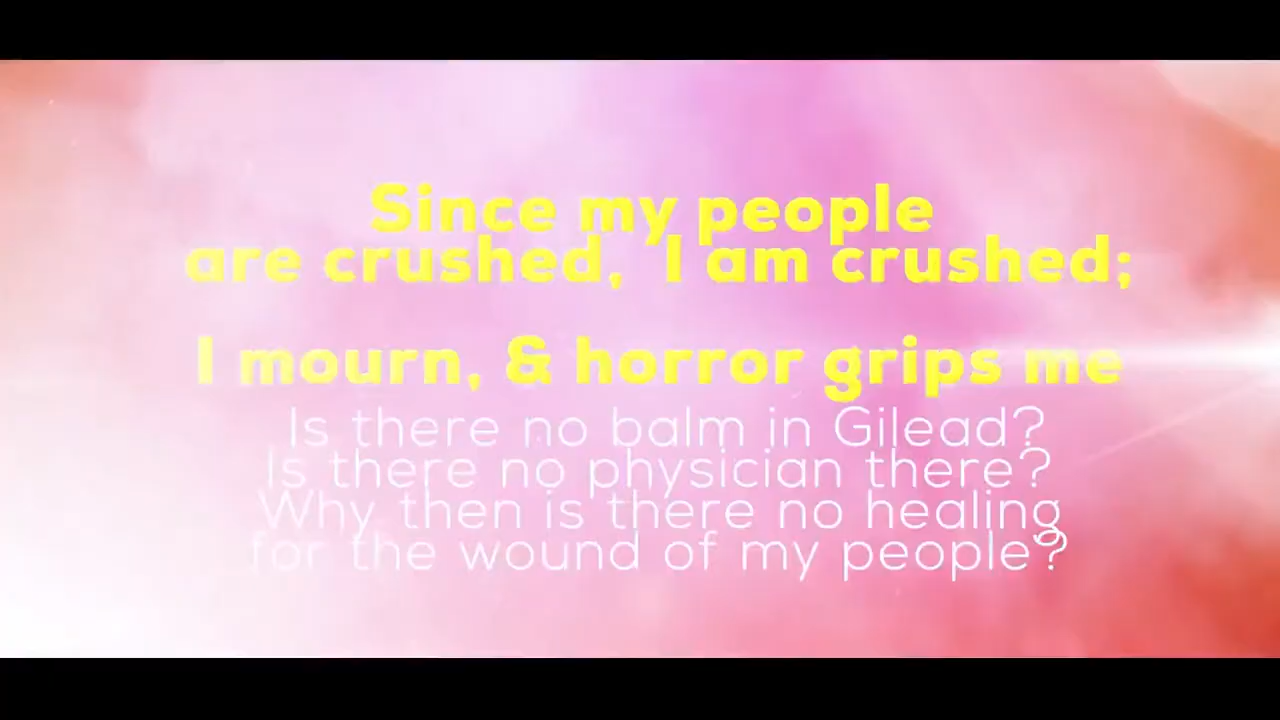 Since my people
are crushed, I am crushed;
I mourn, & horror grips me
Is there no balm in Gilead?
Is there no physician there?
Why then is there no healing
for the wound of my people?